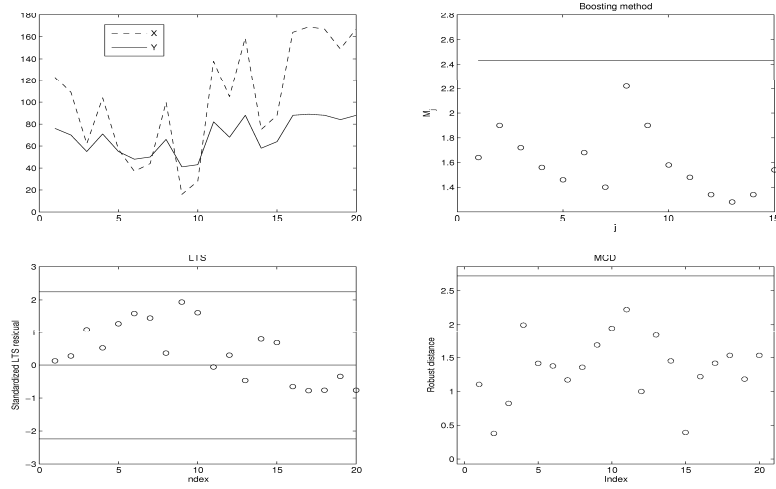 180
160
140
120
100
80
60
40
20
0
0 5 10 15 20
X
Y
Boosting method
2.8
2.6
2.4
2.2
2
1.8
1.6
1.4
M_j
0 5 10 15
j
LTS
3
2
1
0
−1
−2
−3
Standardized LTS residual
0 5 10 15 20
ndex
MCD
2.5
2
1.5
1
0.5
0
Robust distance
0 5 10 15 20
Index